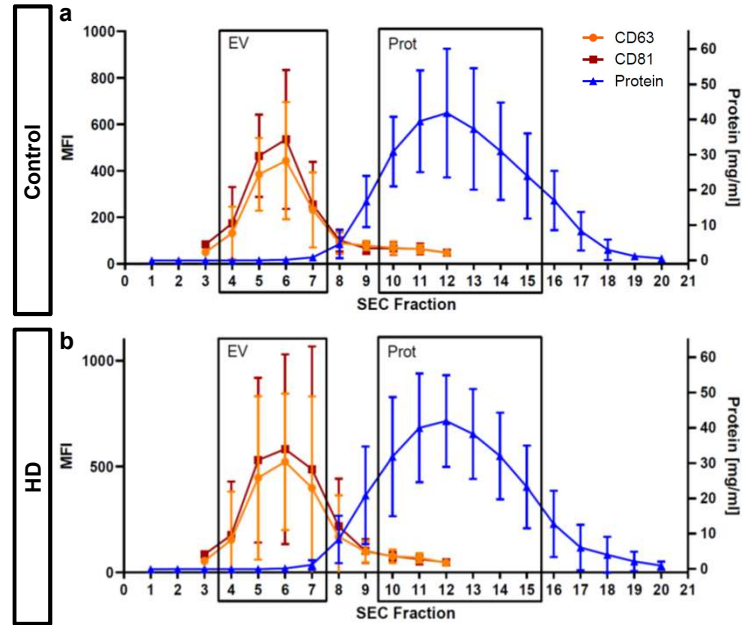 Control
a
EV
Prot
CD63
CD81
Protein
MFI
1000
800
600
400
200
0
Protein [mg/ml]
60
50
40
30
20
10
0
0 1 2 3 4 5 6 7 8 9 10 11 12 13 14 15 16 17 18 19 20 21
SEC Fraction
HD
b
EV
Prot
MFI
1000
500
0
Protein [mg/ml]
60
50
40
30
20
10
0
0 1 2 3 4 5 6 7 8 9 10 11 12 13 14 15 16 17 18 19 20 21
SEC Fraction